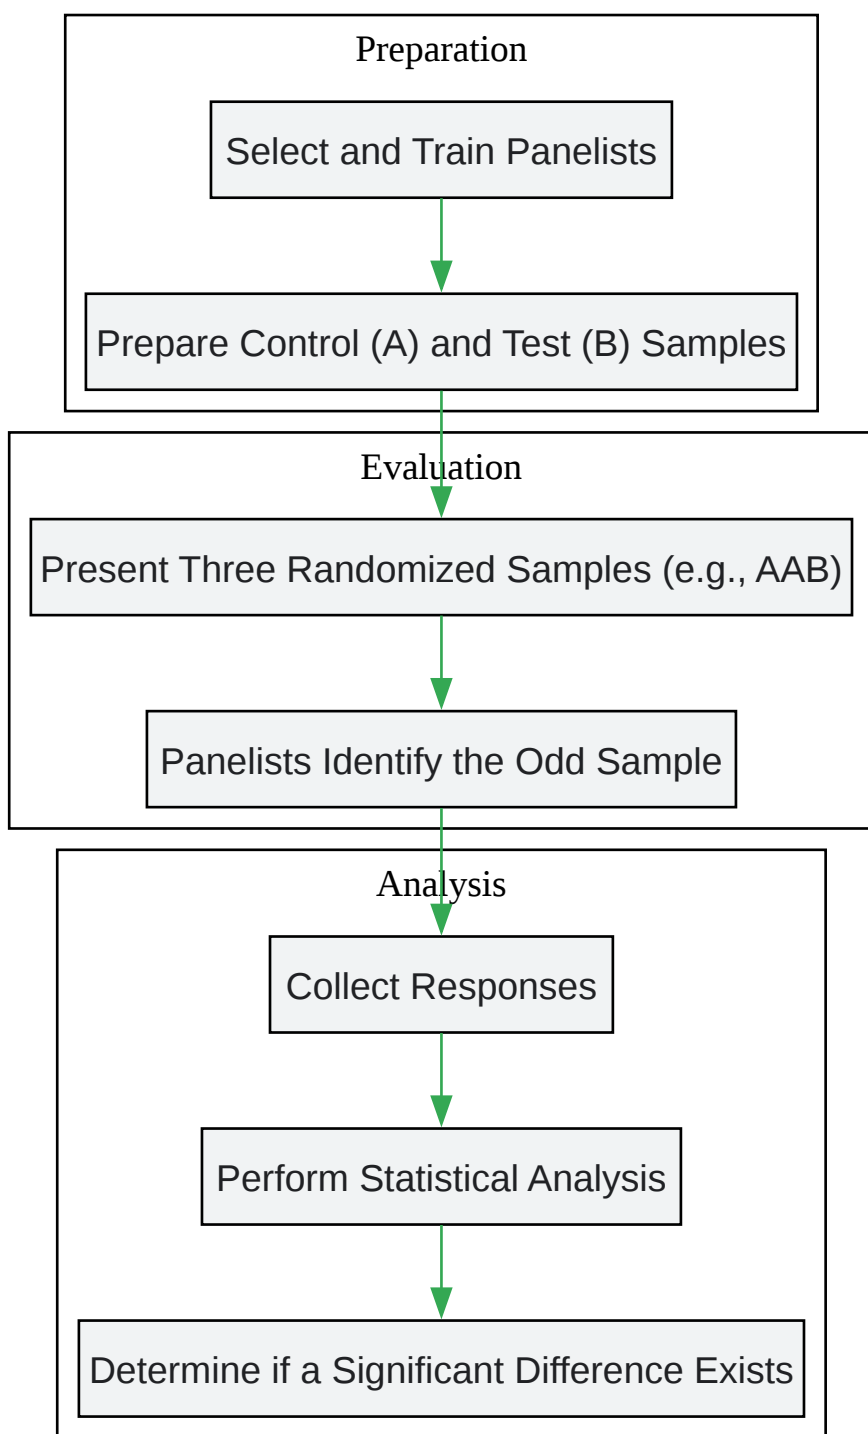 Preparation
Select and Train Panelists
Prepare Control (A) and Test (B) Samples
Evaluation
Present Three Randomized Samples (e.g., AAB)
Panelists Identify the Odd Sample
Analysis
Collect Responses
Perform Statistical Analysis
Determine if a Significant Difference Exists